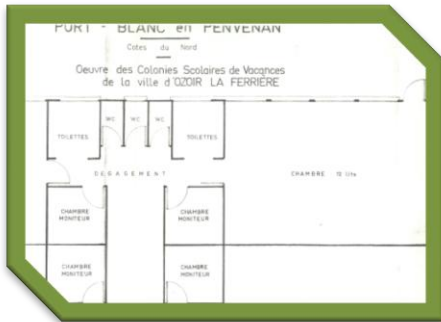 PORT - BLANC en PENVENAN
Cotes du Nord
Oeuvre des Colonies Scolaires de Vacances
de la ville d'OZOIR LA FERRIÈRE
WC WC WC
TOILETTES TOILETTES
DEGAGEMENT
CHAMBRE 12 lits
CHAMBRE MONITEUR
CHAMBRE MONITEUR
CHAMBRE MONITEUR
CHAMBRE MONITEUR